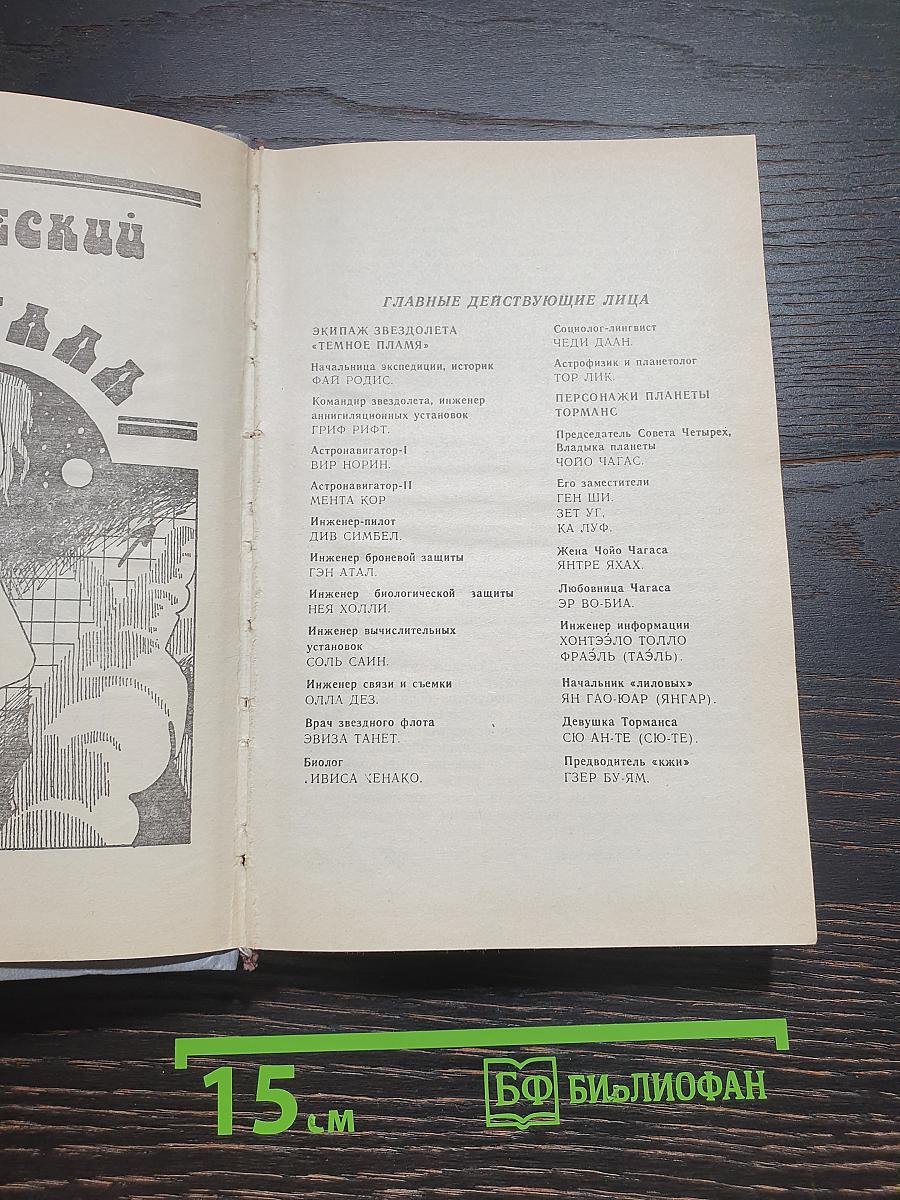 ЕСКИЙ
ГЛАВНЫЕ ДЕЙСТВУЮЩИЕ ЛИЦА
ЭКИПАЖ ЗВЕЗДОЛЕТА
«ТЕМНОЕ ПЛАМЯ»
Начальница экспедиции, историк
ФАЙ РОДИС.
Командир звездолета, инженер
аннигиляционных установок
ГРИФ РИФТ.
Астронавигатор-I
ВИР НОРИН.
Астронавигатор-II
МЕНТА КОР
Инженер-пилот
ДИВ СИМБЕЛ.
Инженер броневой защиты
ГЭН АТАЛ.
Инженер биологической защиты
НЕЯ ХОЛЛИ.
Инженер вычислительных
установок
СОЛЬ САИН.
Инженер связи и съемки
ОЛЛА ДЕЗ.
Врач звездного флота
ЭВИЗА ТАНЕТ.
Биолог
.ИВИСА ХЕНАКО.
Социолог-лингвист
ЧЕДИ ДААН.
Астрофизик и планетолог
ТОР ЛИК.
ПЕРСОНАЖИ ПЛАНЕТЫ
ТОРМАНС
Председатель Совета Четырех,
Владыка планеты
ЧОЙО ЧАГАС.
Его заместители
ГЕН ШИ.
ЗЕТ УГ,
КА ЛУФ.
Жена Чойо Чагаса
ЯНТРЕ ЯХАХ.
Любовница Чагаса
ЭР ВО-БИА.
Инженер информации
ХОНТЭЭ́ЛО ТОЛЛО
ФРАЭ́ЛЬ (ТАЭ́ЛЬ).
Начальник «лиловых»
ЯН ГАО-ЮАР (ЯНГАР).
Девушка Торманса
СЮ АН-ТЕ (СЮ-ТЕ).
Предводитель «кжи»
ГЗЕР БУ-ЯМ.
15 см
БФ БИБЛИОФАН